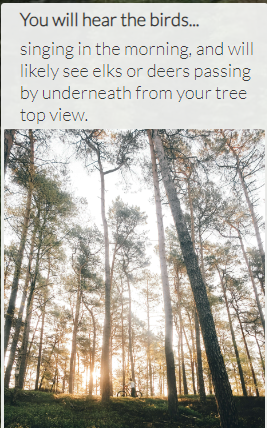 You will hear the birds...
singing in the morning, and will
likely see elks or deers passing
by underneath from your tree
top view.